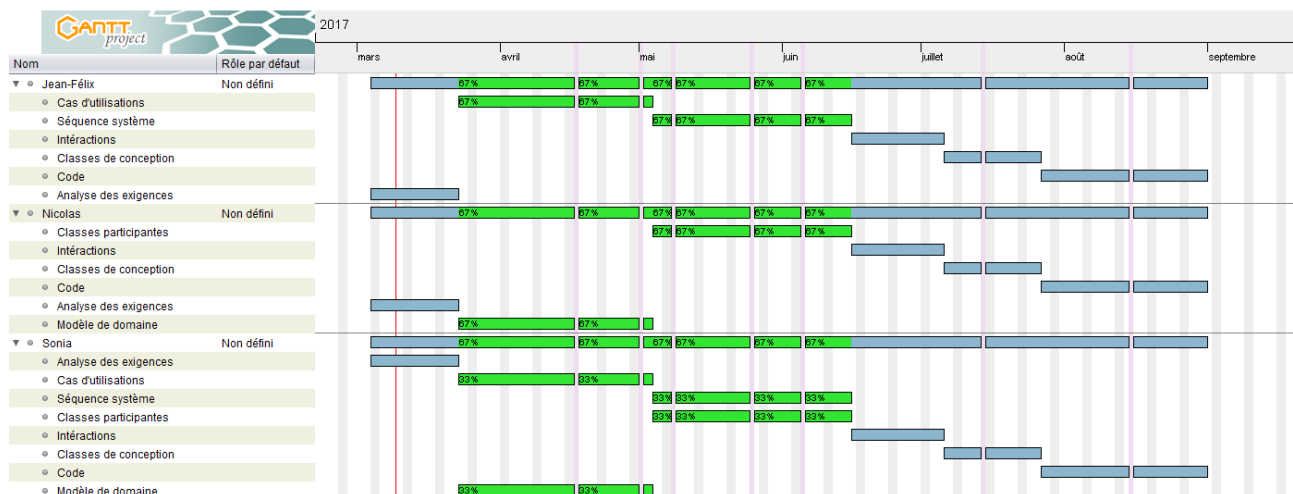 GANTT
project
2017
Nom Rôle par défaut mars avril mai juin juillet août septembre
Jean-Félix Non défini 67% 67% 67% 67% 67% 67%
Cas d'utilisations 67% 67%
Séquence système 67% 67% 67% 67%
Intéractions
Classes de conception
Code
Analyse des exigences
Nicolas Non défini 67% 67% 67% 67% 67% 67%
Classes participantes 67% 67% 67% 67%
Intéractions
Classes de conception
Code
Analyse des exigences
Modèle de domaine 67% 67%
Sonia Non défini 67% 67% 67% 67% 67% 67%
Analyse des exigences
Cas d'utilisations 33% 33%
Séquence système 33% 33% 33% 33%
Classes participantes 33% 33% 33% 33%
Intéractions
Classes de conception
Code
Modèle de domaine 33% 33%